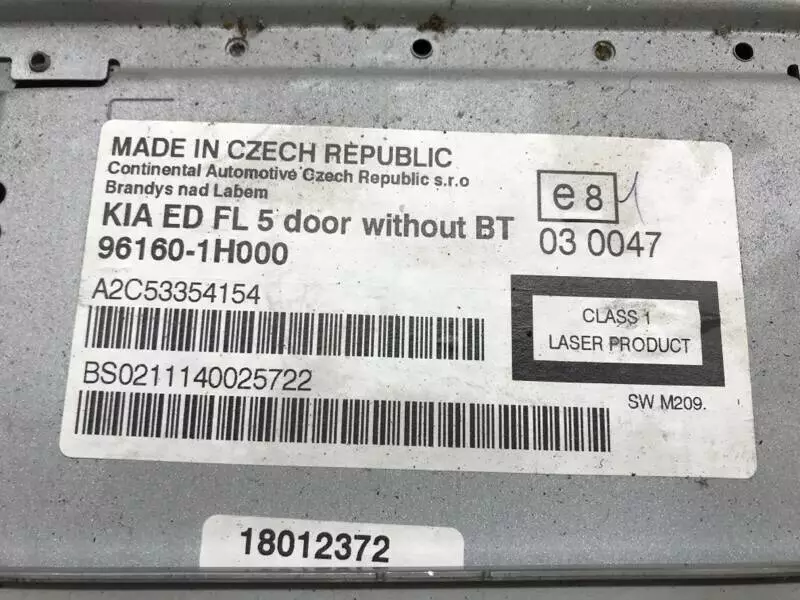 MADE IN CZECH REPUBLIC
Continental Automotive Czech Republic s.r.o
Brandys nad Labem
KIA ED FL 5 door without BT
96160-1H000
e8
03 0047
A2C53354154
CLASS 1
LASER PRODUCT
BS0211140025722
SW M209.
18012372